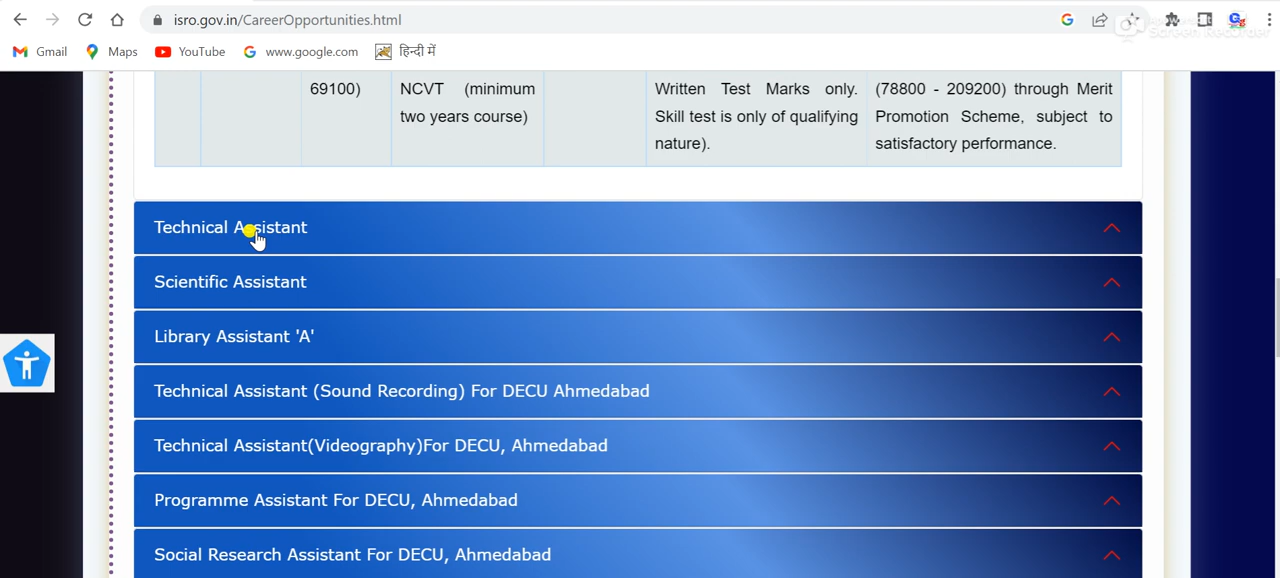 isro.gov.in/CareerOpportunities.html
Gmail
Maps
YouTube
www.google.com
हिन्दी में
Screen Recorder
69100)
NCVT (minimum
two years course)
Written Test Marks only.
Skill test is only of qualifying
nature).
(78800 - 209200) through Merit
Promotion Scheme, subject to
satisfactory performance.
Technical Assistant
Scientific Assistant
Library Assistant 'A'
Technical Assistant (Sound Recording) For DECU Ahmedabad
Technical Assistant(Videography)For DECU, Ahmedabad
Programme Assistant For DECU, Ahmedabad
Social Research Assistant For DECU, Ahmedabad